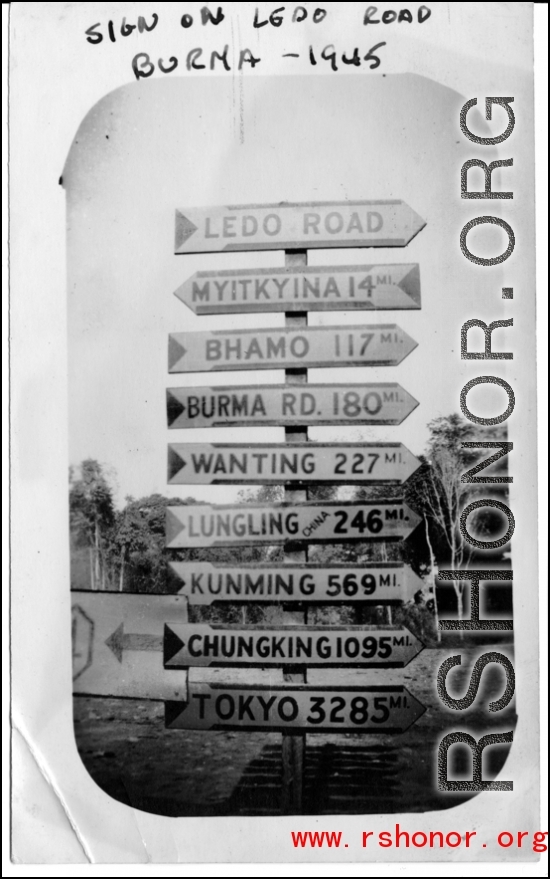 SIGN ON LEDO ROAD
BURMA - 1945
LEDO ROAD
MYITKYINA 14 MI.
BHAMO 117 MI.
BURMA RD. 180 MI.
WANTING 227 MI.
LUNGLING CHINA 246 MI.
KUNMING 569 MI.
CHUNGKING 1095 MI.
TOKYO 3285 MI.
RSHONOR.ORG
www.rshonor.org